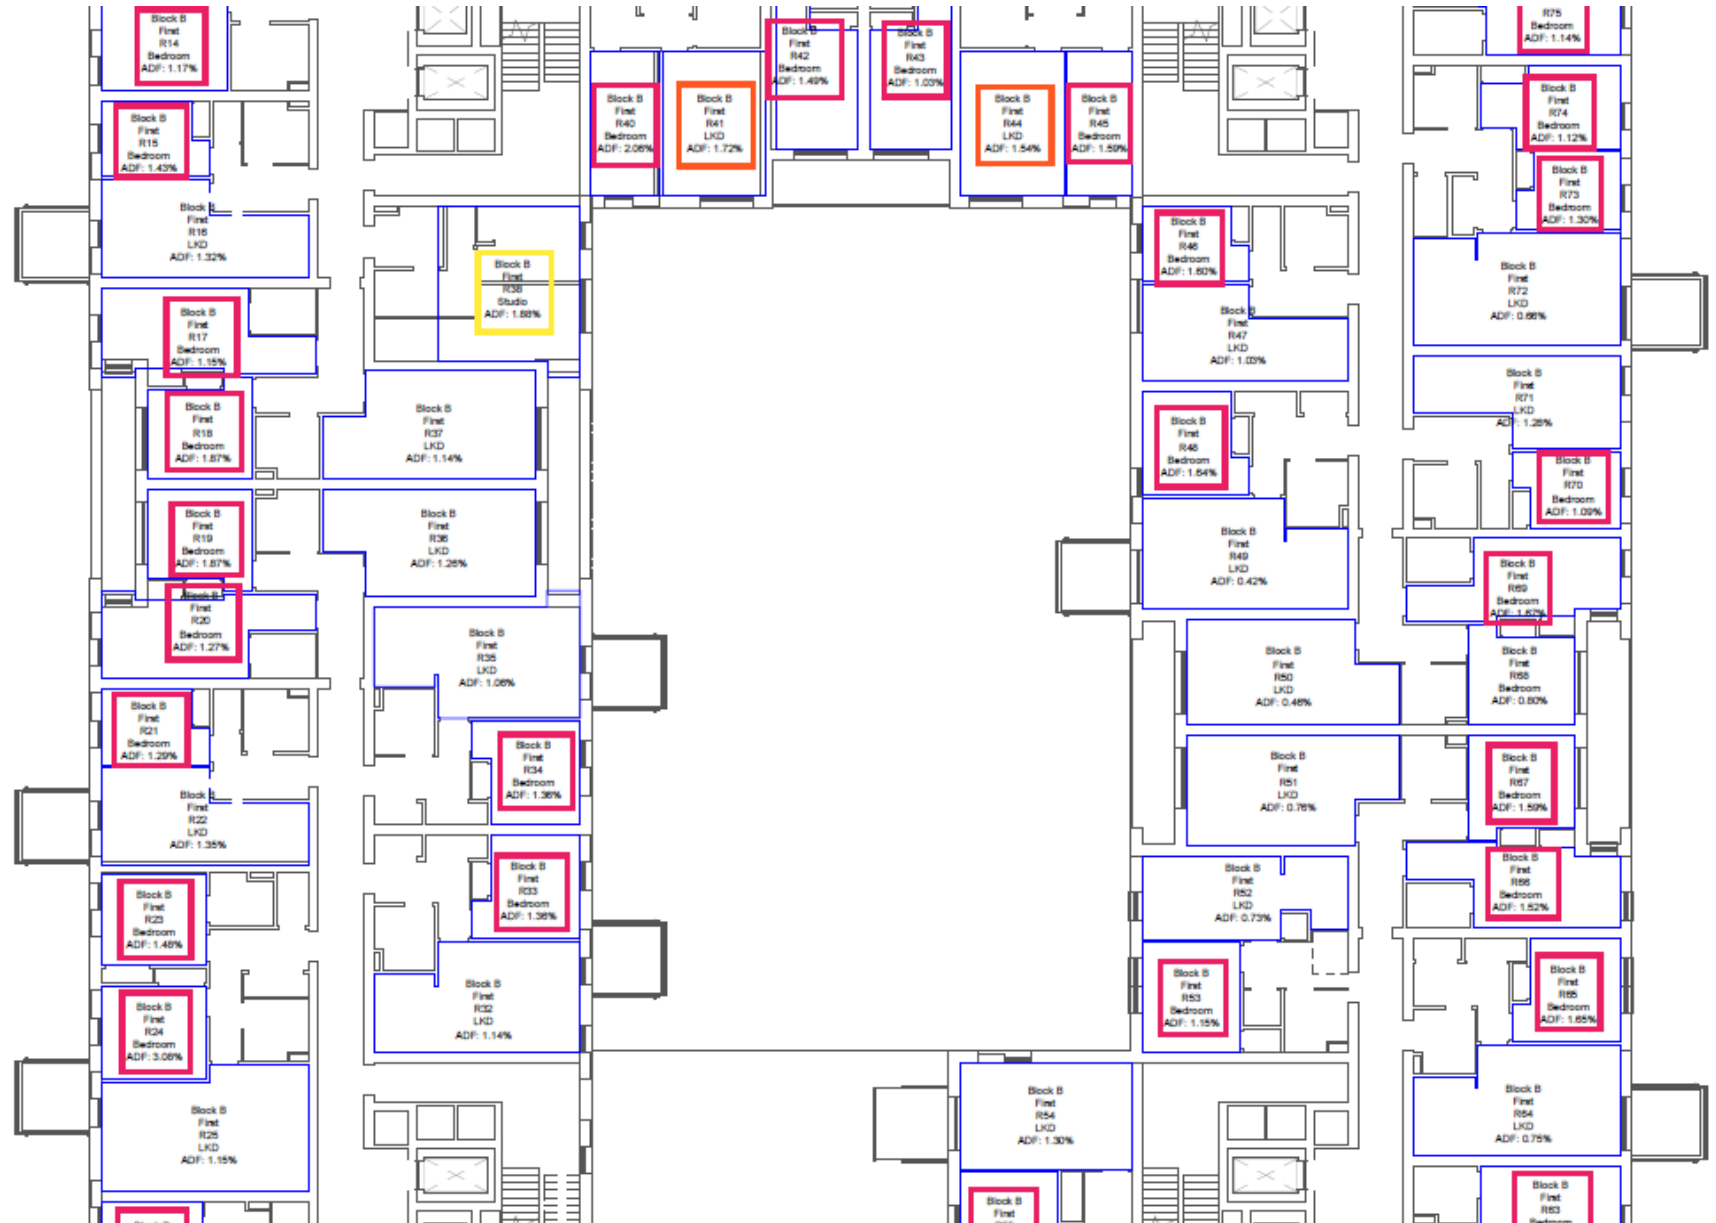 Block B
First
R14
Bedroom
ADF: 1.17%
Block B
First
R15
Bedroom
ADF: 1.43%
Block B
First
R16
LKD
ADF: 1.32%
Block B
First
R17
Bedroom
ADF: 1.15%
Block B
First
R18
Bedroom
ADF: 1.87%
Block B
First
R19
Bedroom
ADF: 1.87%
Block B
First
R20
Bedroom
ADF: 1.27%
Block B
First
R21
Bedroom
ADF: 1.29%
Block B
First
R22
LKD
ADF: 1.35%
Block B
First
R23
Bedroom
ADF: 1.48%
Block B
First
R24
Bedroom
ADF: 3.08%
Block B
First
R25
LKD
ADF: 1.15%
Block B
First
R38
Studio
ADF: 1.88%
Block B
First
R37
LKD
ADF: 1.14%
Block B
First
R36
LKD
ADF: 1.26%
Block B
First
R35
LKD
ADF: 1.06%
Block B
First
R34
Bedroom
ADF: 1.36%
Block B
First
R33
Bedroom
ADF: 1.36%
Block B
First
R32
LKD
ADF: 1.14%
Block B
First
R40
Bedroom
ADF: 2.06%
Block B
First
R41
LKD
ADF: 1.72%
Block B
First
R42
Bedroom
ADF: 1.49%
Block B
First
R43
Bedroom
ADF: 1.03%
Block B
First
R44
LKD
ADF: 1.54%
Block B
First
R45
Bedroom
ADF: 1.59%
Block B
First
R46
Bedroom
ADF: 1.60%
Block B
First
R47
LKD
ADF: 1.03%
Block B
First
R48
Bedroom
ADF: 1.64%
Block B
First
R49
LKD
ADF: 0.42%
Block B
First
R50
LKD
ADF: 0.46%
Block B
First
R51
LKD
ADF: 0.76%
Block B
First
R52
LKD
ADF: 0.73%
Block B
First
R53
Bedroom
ADF: 1.15%
Block B
First
R54
LKD
ADF: 1.30%
Block B
First
R75
Bedroom
ADF: 1.14%
Block B
First
R74
Bedroom
ADF: 1.12%
Block B
First
R73
Bedroom
ADF: 1.30%
Block B
First
R72
LKD
ADF: 0.66%
Block B
First
R71
LKD
ADF: 1.28%
Block B
First
R70
Bedroom
ADF: 1.09%
Block B
First
R69
Bedroom
ADF: 1.67%
Block B
First
R68
Bedroom
ADF: 0.80%
Block B
First
R67
Bedroom
ADF: 1.59%
Block B
First
R66
Bedroom
ADF: 1.52%
Block B
First
R65
Bedroom
ADF: 1.65%
Block B
First
R64
LKD
ADF: 0.75%
Block B
First
R63
Bedroom